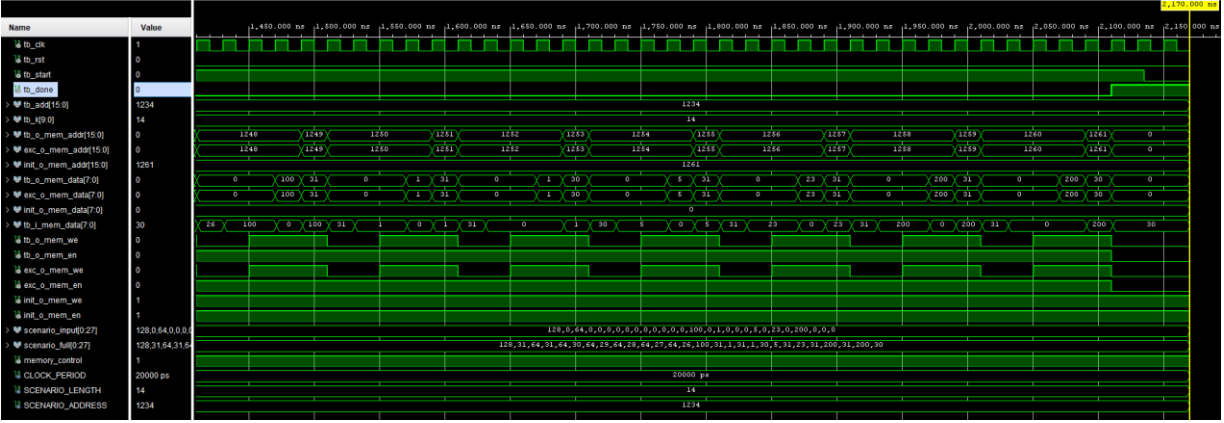 2,170.000 ns
Name Value 1,450.000 ns 1,500.000 ns 1,550.000 ns 1,600.000 ns 1,650.000 ns 1,700.000 ns 1,750.000 ns 1,800.000 ns 1,850.000 ns 1,900.000 ns 1,950.000 ns 2,000.000 ns 2,050.000 ns 2,100.000 ns 2,150.000 ns
tb_clk 1
tb_rst 0
tb_start 0
tb_done 0
tb_add[15:0] 1234 1234
tb_k[9:0] 14 14
tb_o_mem_addr[15:0] 0 1248 1249 1250 1251 1252 1253 1254 1255 1256 1257 1258 1259 1260 1261 0
exc_o_mem_addr[15:0] 0 1248 1249 1250 1251 1252 1253 1254 1255 1256 1257 1258 1259 1260 1261 0
init_o_mem_addr[15:0] 1261 1261
tb_o_mem_data[7:0] 0 0 100 31 0 1 31 0 1 30 0 5 31 0 23 31 0 200 31 0 200 30 0
exc_o_mem_data[7:0] 0 0 100 31 0 1 31 0 1 30 0 5 31 0 23 31 0 200 31 0 200 30 0
init_o_mem_data[7:0] 0 0
tb_i_mem_data[7:0] 30 26 100 0 100 31 1 0 1 31 0 1 30 5 0 5 31 23 0 23 31 200 0 200 31 0 200 30
tb_o_mem_we 0
tb_o_mem_en 0
exc_o_mem_we 0
exc_o_mem_en 0
init_o_mem_we 1
init_o_mem_en 1
scenario_input[0:27] 128,0,64,0,0,0,0 128,0,64,0,0,0,0,0,0,0,0,0,0,0,100,0,1,0,0,0,5,0,23,0,200,0,0,0
scenario_full[0:27] 128,31,64,31,64 128,31,64,31,64,30,64,29,64,28,64,27,64,26,100,31,1,31,1,30,5,31,23,31,200,31,200,30
memory_control 1
CLOCK_PERIOD 20000 ps 20000 ps
SCENARIO_LENGTH 14 14
SCENARIO_ADDRESS 1234 1234